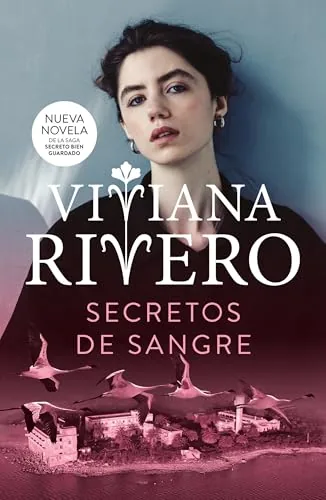 NUEVA
NOVELA
DE LA SAGA
SECRETO BIEN
GUARDADO
VIVIANA
RIVERO
SECRETOS
DE SANGRE